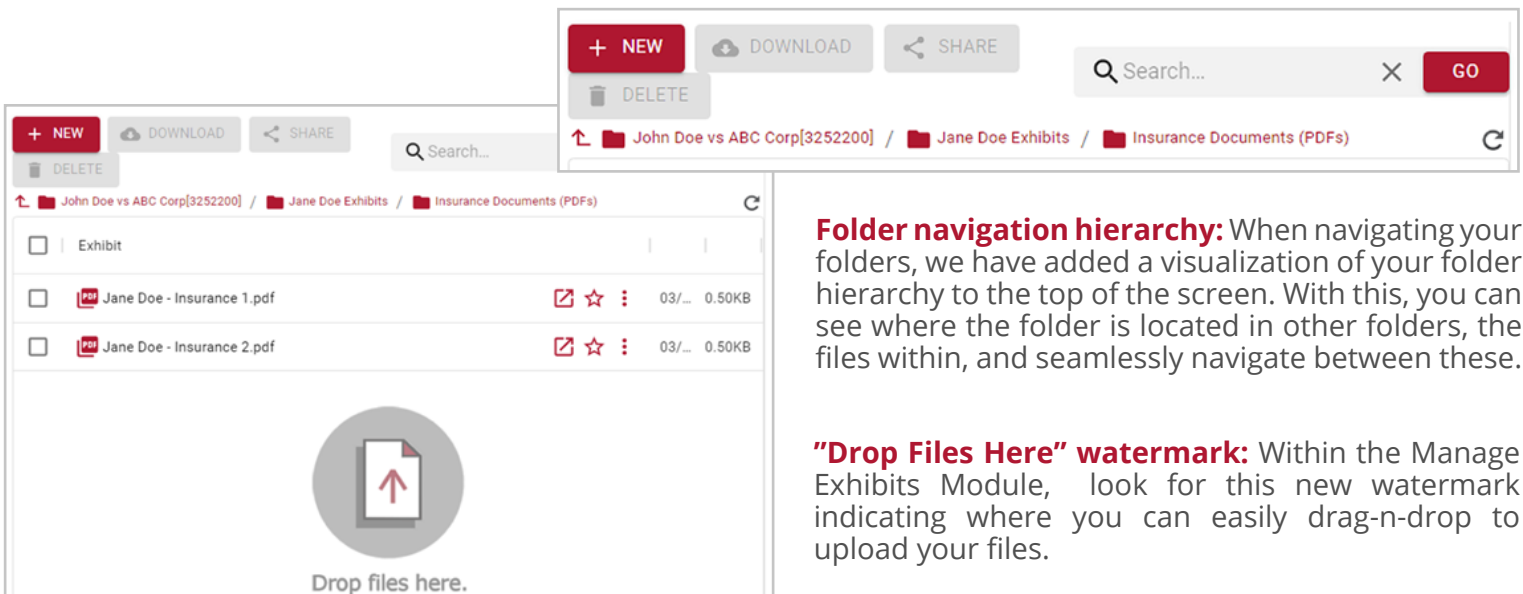 + NEW
DOWNLOAD
SHARE
Search...
GO
DELETE
John Doe vs ABC Corp[3252200] / Jane Doe Exhibits / Insurance Documents (PDFs)
+ NEW
DOWNLOAD
SHARE
Search...
DELETE
John Doe vs ABC Corp[3252200] / Jane Doe Exhibits / Insurance Documents (PDFs)
Exhibit
PDF Jane Doe - Insurance 1.pdf 03/... 0.50KB
PDF Jane Doe - Insurance 2.pdf 03/... 0.50KB
Drop files here.
Folder navigation hierarchy: When navigating your
folders, we have added a visualization of your folder
hierarchy to the top of the screen. With this, you can
see where the folder is located in other folders, the
files within, and seamlessly navigate between these.
”Drop Files Here” watermark: Within the Manage
Exhibits Module, look for this new watermark
indicating where you can easily drag-n-drop to
upload your files.